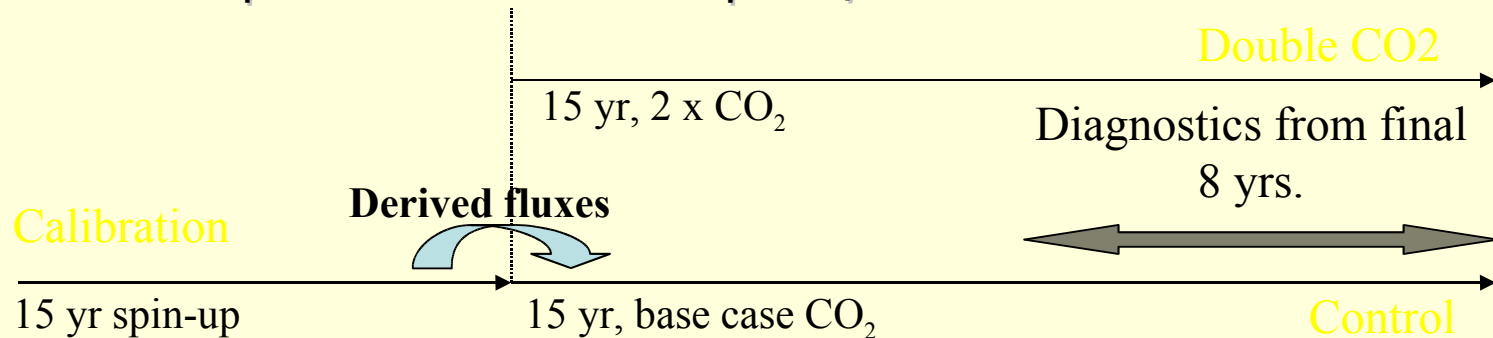 Double CO2
15 yr, 2 x CO₂
Diagnostics from final
8 yrs.
Derived fluxes
Calibration
15 yr spin-up
15 yr, base case CO₂
Control